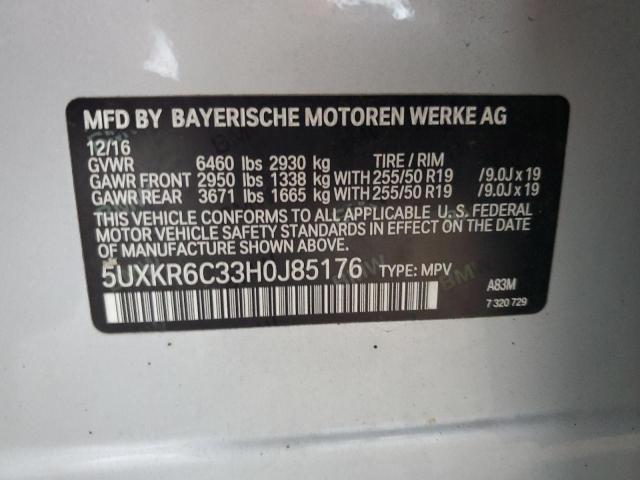 MFD BY BAYERISCHE MOTOREN WERKE AG
12/16
GVWR 6460 lbs 2930 kg TIRE / RIM
GAWR FRONT 2950 lbs 1338 kg WITH 255/50 R19 /9.0J x 19
GAWR REAR 3671 lbs 1665 kg WITH 255/50 R19 /9.0J x 19
THIS VEHICLE CONFORMS TO ALL APPLICABLE U. S. FEDERAL
MOTOR VEHICLE SAFETY STANDARDS IN EFFECT ON THE DATE
OF MANUFACTURE SHOWN ABOVE.
5UXKR6C33H0J85176 TYPE: MPV
A83M
7 320 729